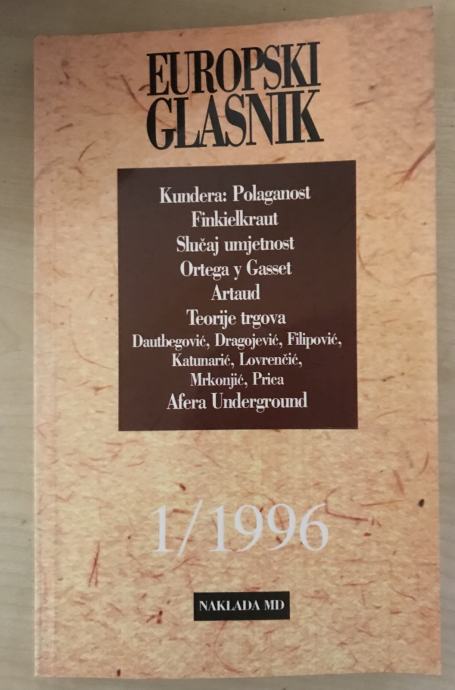 EUROPSKI
GLASNIK
Kundera: Polaganost
Finkielkraut
Slučaj umjetnost
Ortega y Gasset
Artaud
Teorije trgova
Dautbegović, Dragojević, Filipović,
Katunarić, Lovrenčić,
Mrkonjić, Prica
Afera Underground
1/1996
NAKLADA MD